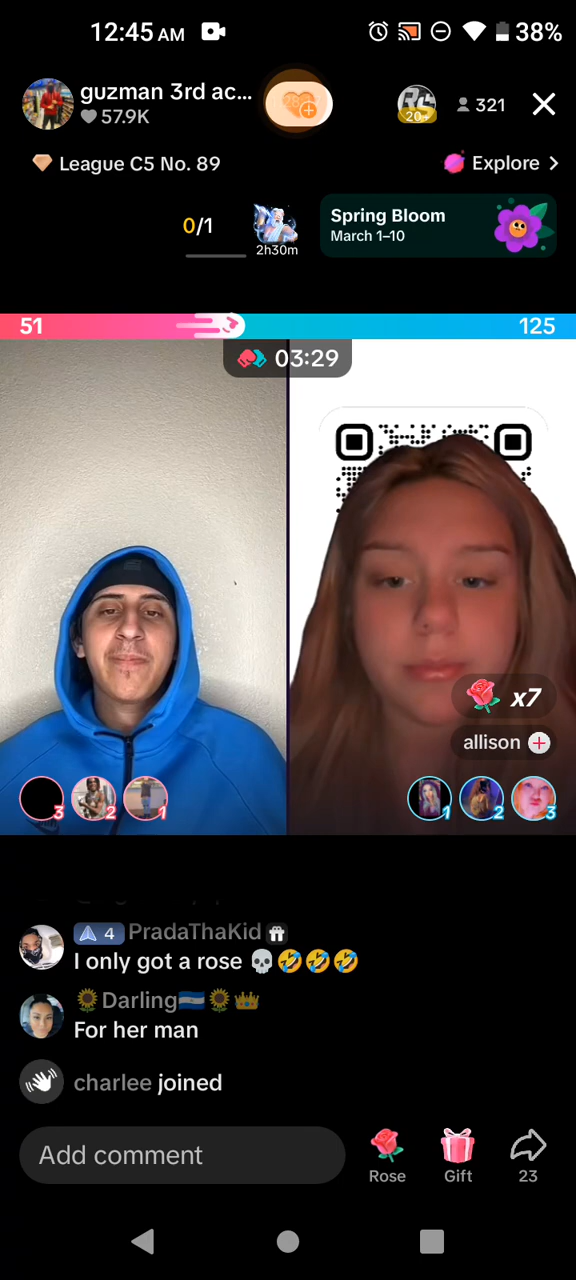 12:45 AM
38%
guzman 3rd ac...
57.9K
20+
321
League C5 No. 89
Explore >
0/1
2h30m
Spring Bloom
March 1–10
51
125
03:29
x7
allison
3
2
1
1
2
3
4 PradaThaKid
I only got a rose 💀🤣🤣🤣
🌻Darling🇭🇳🌻👑
For her man
charlee joined
Add comment
Rose
Gift
23